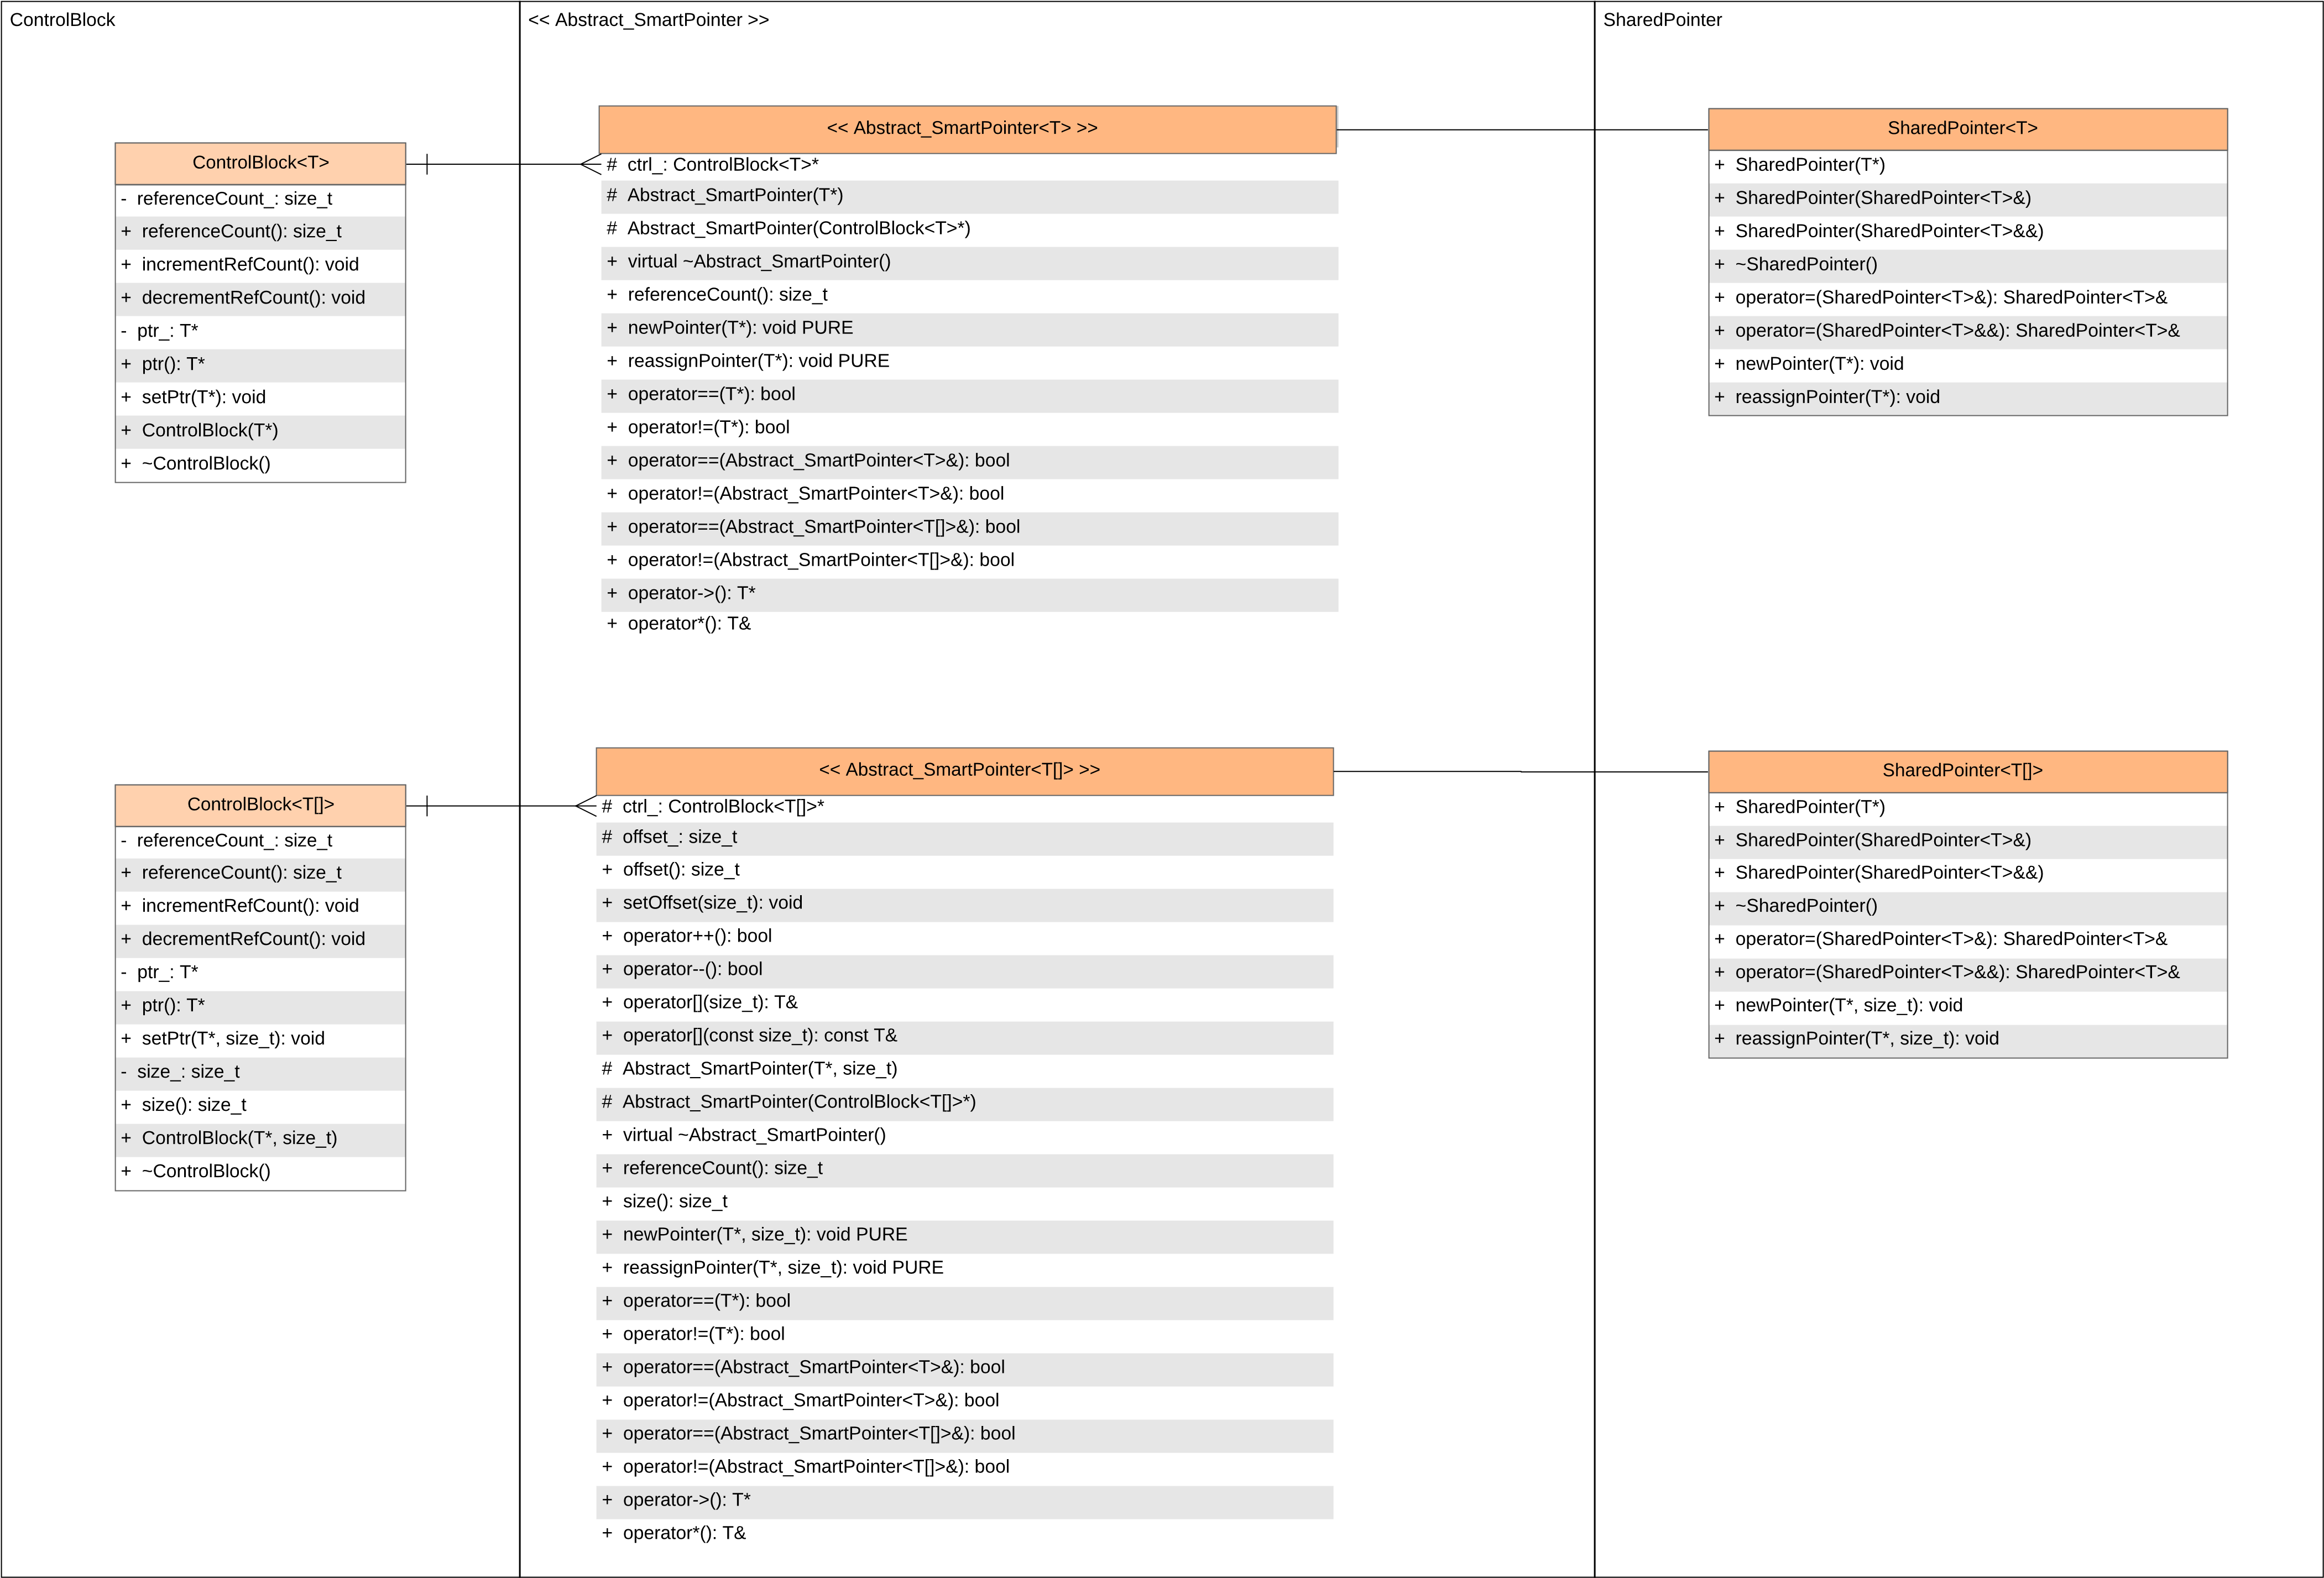 ControlBlock
<< Abstract_SmartPointer >>
SharedPointer
ControlBlock<T>
- referenceCount_: size_t
+ referenceCount(): size_t
+ incrementRefCount(): void
+ decrementRefCount(): void
- ptr_: T*
+ ptr(): T*
+ setPtr(T*): void
+ ControlBlock(T*)
+ ~ControlBlock()
<< Abstract_SmartPointer<T> >>
# ctrl_: ControlBlock<T>*
# Abstract_SmartPointer(T*)
# Abstract_SmartPointer(ControlBlock<T>*)
+ virtual ~Abstract_SmartPointer()
+ referenceCount(): size_t
+ newPointer(T*): void PURE
+ reassignPointer(T*): void PURE
+ operator==(T*): bool
+ operator!=(T*): bool
+ operator==(Abstract_SmartPointer<T>&): bool
+ operator!=(Abstract_SmartPointer<T>&): bool
+ operator==(Abstract_SmartPointer<T[]>&): bool
+ operator!=(Abstract_SmartPointer<T[]>&): bool
+ operator->(): T*
+ operator*(): T&
SharedPointer<T>
+ SharedPointer(T*)
+ SharedPointer(SharedPointer<T>&)
+ SharedPointer(SharedPointer<T>&&)
+ ~SharedPointer()
+ operator=(SharedPointer<T>&): SharedPointer<T>&
+ operator=(SharedPointer<T>&&): SharedPointer<T>&
+ newPointer(T*): void
+ reassignPointer(T*): void
ControlBlock<T[]>
- referenceCount_: size_t
+ referenceCount(): size_t
+ incrementRefCount(): void
+ decrementRefCount(): void
- ptr_: T*
+ ptr(): T*
+ setPtr(T*, size_t): void
- size_: size_t
+ size(): size_t
+ ControlBlock(T*, size_t)
+ ~ControlBlock()
<< Abstract_SmartPointer<T[]> >>
# ctrl_: ControlBlock<T[]>*
# offset_: size_t
+ offset(): size_t
+ setOffset(size_t): void
+ operator++(): bool
+ operator--(): bool
+ operator[](size_t): T&
+ operator[](const size_t): const T&
# Abstract_SmartPointer(T*, size_t)
# Abstract_SmartPointer(ControlBlock<T[]>*)
+ virtual ~Abstract_SmartPointer()
+ referenceCount(): size_t
+ size(): size_t
+ newPointer(T*, size_t): void PURE
+ reassignPointer(T*, size_t): void PURE
+ operator==(T*): bool
+ operator!=(T*): bool
+ operator==(Abstract_SmartPointer<T>&): bool
+ operator!=(Abstract_SmartPointer<T>&): bool
+ operator==(Abstract_SmartPointer<T[]>&): bool
+ operator!=(Abstract_SmartPointer<T[]>&): bool
+ operator->(): T*
+ operator*(): T&
SharedPointer<T[]>
+ SharedPointer(T*)
+ SharedPointer(SharedPointer<T>&)
+ SharedPointer(SharedPointer<T>&&)
+ ~SharedPointer()
+ operator=(SharedPointer<T>&): SharedPointer<T>&
+ operator=(SharedPointer<T>&&): SharedPointer<T>&
+ newPointer(T*, size_t): void
+ reassignPointer(T*, size_t): void